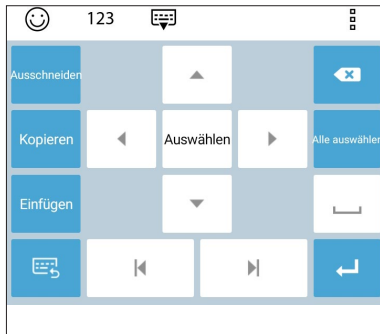 123
Ausschneiden
Kopieren
Auswählen
Alle auswählen
Einfügen